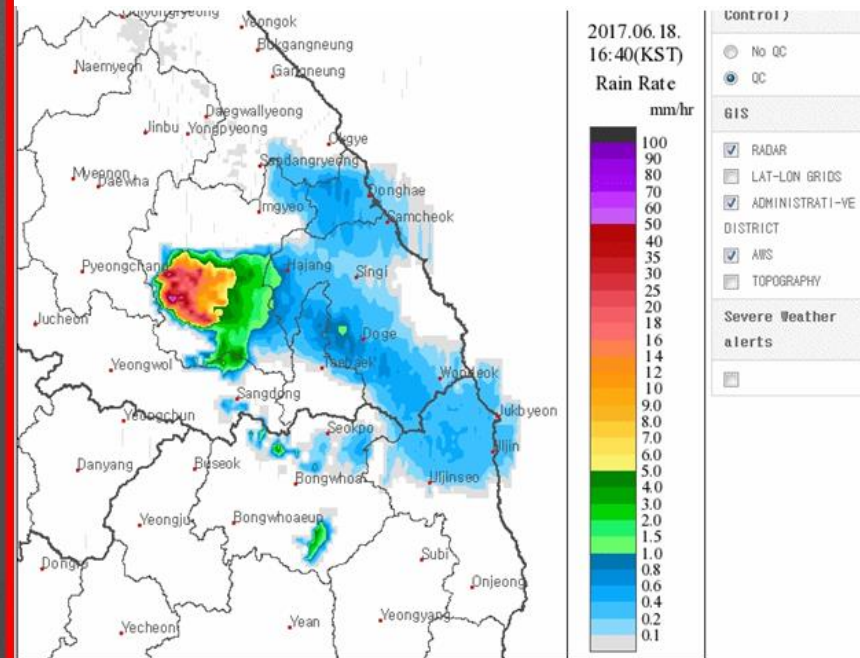 Yeongok
Bukgangneung
Gangneung
Naemyeon
Daegwallyeong
Jinbu Yongpyeong
Okgye
Sapdangryeong
Myeonon
Daewha
Donghae
Imgyeo
Samcheok
Pyeongchang
Hajang
Singi
Jucheon
Doge
Yeongwol
Taebaek
Wondeok
Sangdong
Jukbyeon
Yeongchun
Seokpo
Uljin
Danyang
Buseok
Bongwhoa
Uljinseo
Yeongju
Bongwhoaeup
Subi
Dongro
Onjeong
Yecheon
Yean
Yeongyang
2017.06.18.
16:40(KST)
Rain Rate
mm/hr
100
90
80
70
60
50
40
35
30
25
20
18
16
14
12
10
9.0
8.0
7.0
6.0
5.0
4.0
3.0
2.0
1.0
0.8
0.6
0.4
0.2
0.1
Control)
No QC
QC
GIS
RADAR
LAT-LON GRIDS
ADMINISTRATI-VE
DISTRICT
AWS
TOPOGRAPHY
Severe Weather
alerts